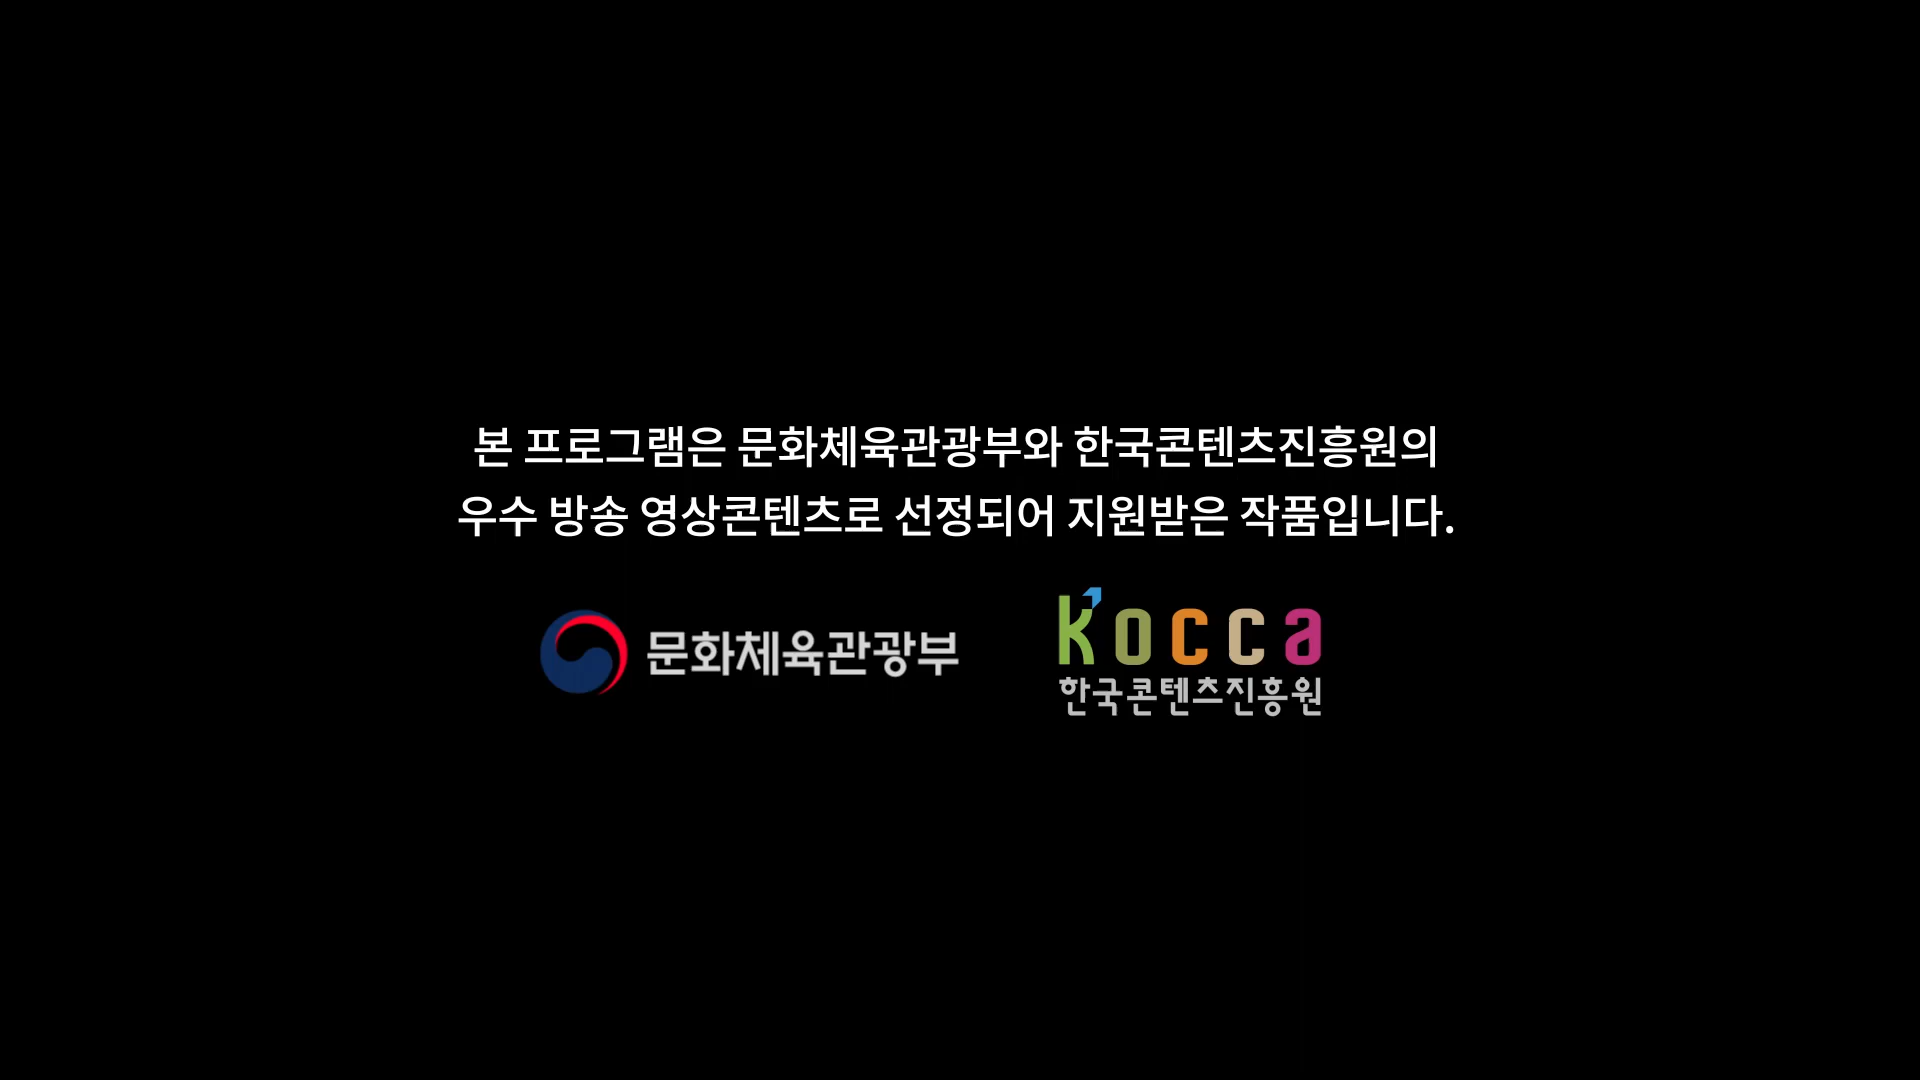 본 프로그램은 문화체육관광부와 한국콘텐츠진흥원의
우수 방송 영상콘텐츠로 선정되어 지원받은 작품입니다.
문화체육관광부
KOCCA
한국콘텐츠진흥원